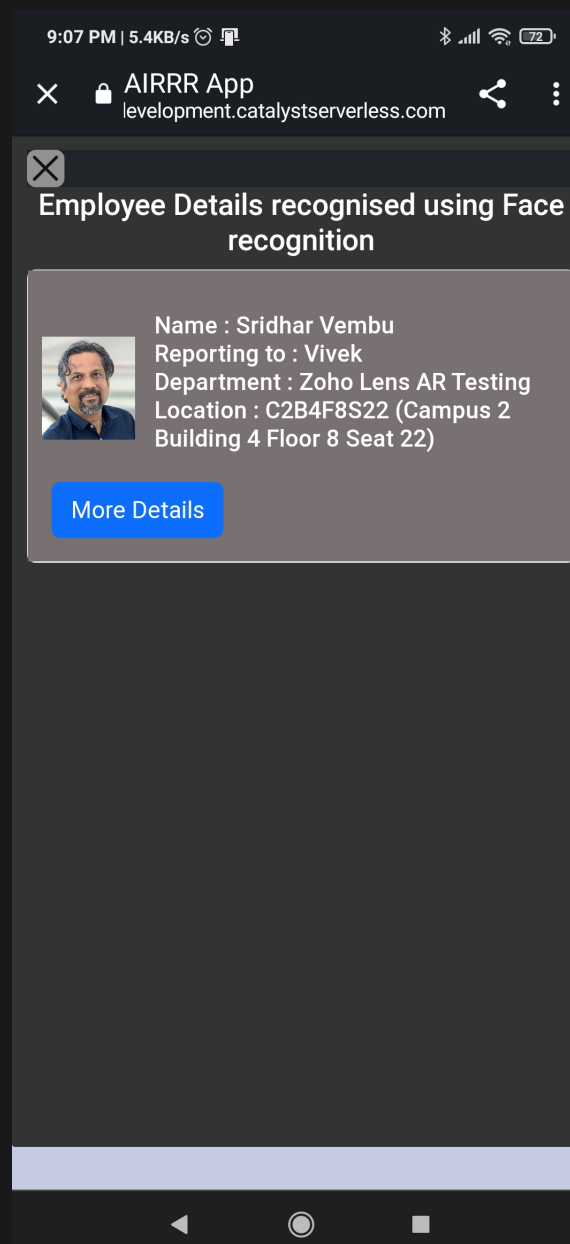 9:07 PM | 5.4KB/s
72
AIRRR App
levelopment.catalystserverless.com
Employee Details recognised using Face
recognition
Name : Sridhar Vembu
Reporting to : Vivek
Department : Zoho Lens AR Testing
Location : C2B4F8S22 (Campus 2
Building 4 Floor 8 Seat 22)
More Details